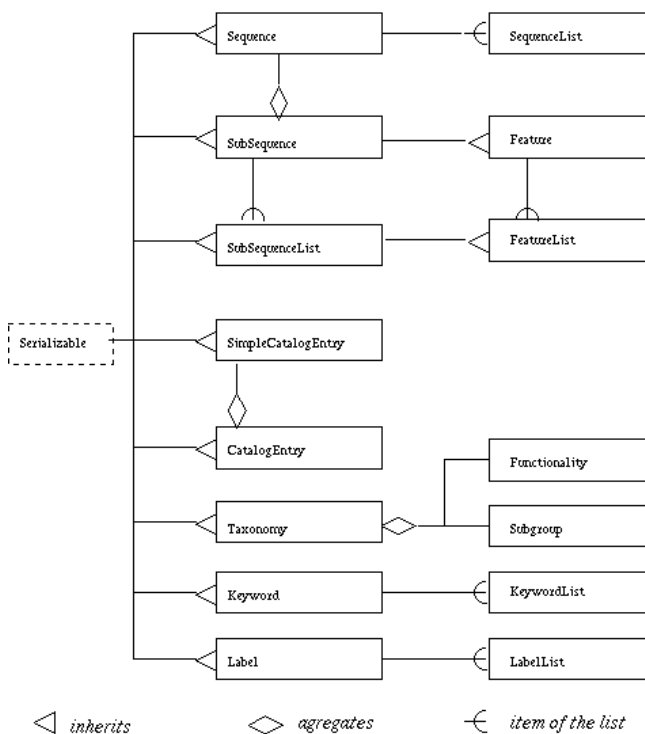 Sequence
SequenceList
SubSequence
Feature
SubSequenceList
FeatureList
Serializable
SimpleCatalogEntry
CatalogEntry
Functionality
Taxonomy
Subgroup
Keyword
KeywordList
Label
LabelList
inherits
agregates
item of the list